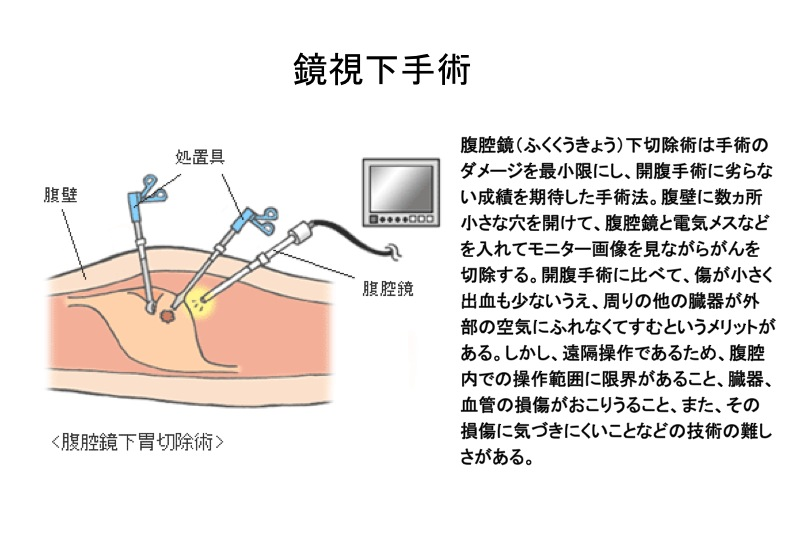 鏡視下手術
処置具
腹壁
腹腔鏡
<腹腔鏡下胃切除術>
腹腔鏡（ふくくうきょう）下切除術は手術の
ダメージを最小限にし、開腹手術に劣らな
い成績を期待した手術法。腹壁に数ヵ所
小さな穴を開けて、腹腔鏡と電気メスなど
を入れてモニター画像を見ながらがんを
切除する。開腹手術に比べて、傷が小さく
出血も少ないうえ、周りの他の臓器が外
部の空気にふれなくてすむというメリットが
ある。しかし、遠隔操作であるため、腹腔
内での操作範囲に限界があること、臓器、
血管の損傷がおこりうること、また、その
損傷に気づきにくいことなどの技術の難し
さがある。